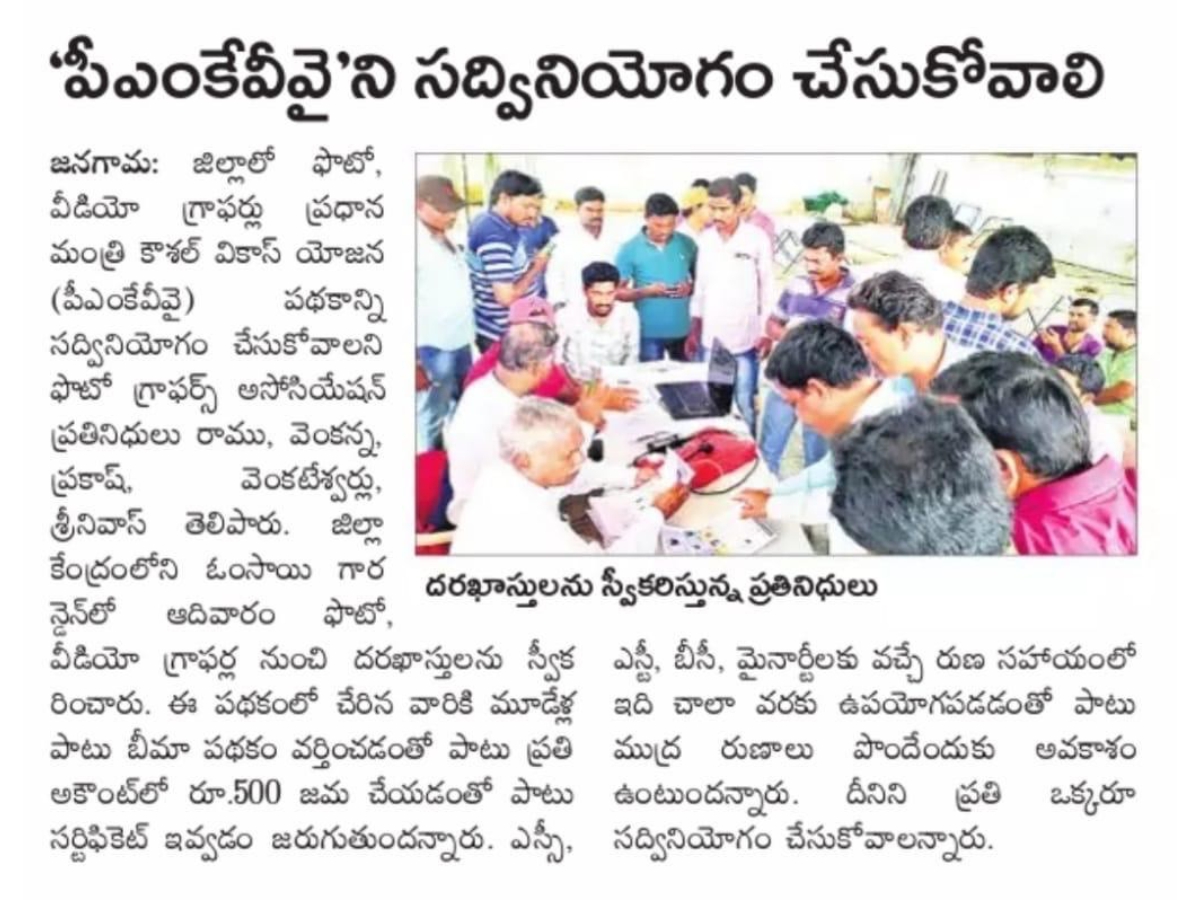 ‘పీఎంకేవీవై’ని సద్వినియోగం చేసుకోవాలి
జనగామ: జిల్లాలో ఫొటో,
వీడియో గ్రాఫర్లు ప్రధాన
మంత్రి కౌశల్ వికాస్ యోజన
(పీఎంకేవీవై) పథకాన్ని
సద్వినియోగం చేసుకోవాలని
ఫొటో గ్రాఫర్స్ అసోసియేషన్
ప్రతినిధులు రాము, వెంకన్న,
ప్రకాష్, వెంకటేశ్వర్లు,
శ్రీనివాస్ తెలిపారు. జిల్లా
కేంద్రంలోని ఓంసాయి గార
న్డెన్‌లో ఆదివారం ఫొటో,
వీడియో గ్రాఫర్ల నుంచి దరఖాస్తులను స్వీక
రించారు. ఈ పథకంలో చేరిన వారికి మూడేళ్ల
పాటు బీమా పథకం వర్తించడంతో పాటు ప్రతి
అకౌంట్‌లో రూ.500 జమ చేయడంతో పాటు
సర్టిఫికెట్ ఇవ్వడం జరుగుతుందన్నారు. ఎస్సీ,
దరఖాస్తులను స్వీకరిస్తున్న ప్రతినిధులు
ఎస్టీ, బీసీ, మైనార్టీలకు వచ్చే రుణ సహాయంలో
ఇది చాలా వరకు ఉపయోగపడడంతో పాటు
ముద్ర రుణాలు పొందేందుకు అవకాశం
ఉంటుందన్నారు. దీనిని ప్రతి ఒక్కరూ
సద్వినియోగం చేసుకోవాలన్నారు.